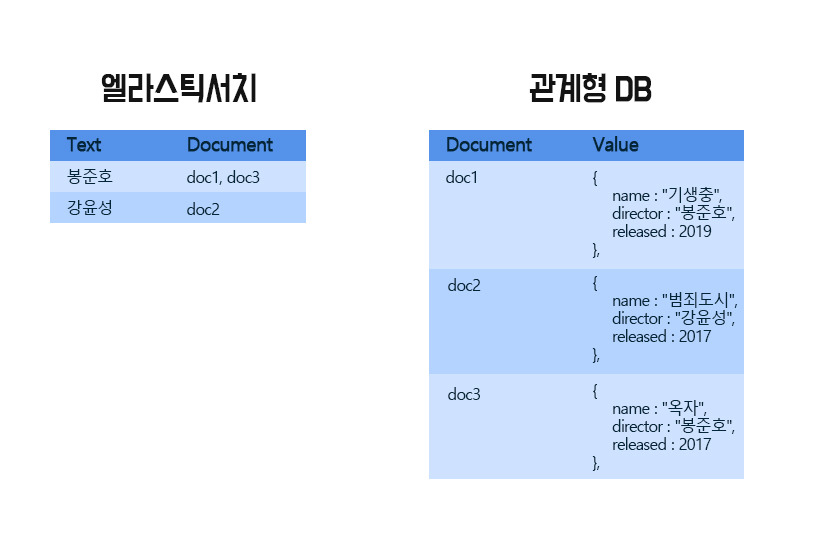 엘라스틱서치
Text Document
봉준호 doc1, doc3
강윤성 doc2
관계형 DB
Document Value
doc1 {
name : "기생충",
director : "봉준호",
released : 2019
},
doc2 {
name : "범죄도시",
director : "강윤성",
released : 2017
},
doc3 {
name : "옥자",
director : "봉준호",
released : 2017
},